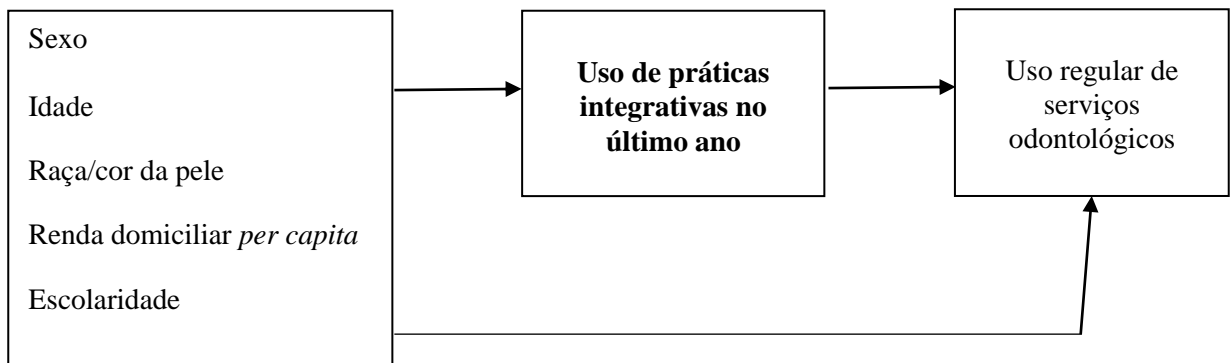 Sexo
Idade
Raça/cor da pele
Renda domiciliar per capita
Escolaridade
Uso de práticas
integrativas no
último ano
Uso regular de
serviços
odontológicos